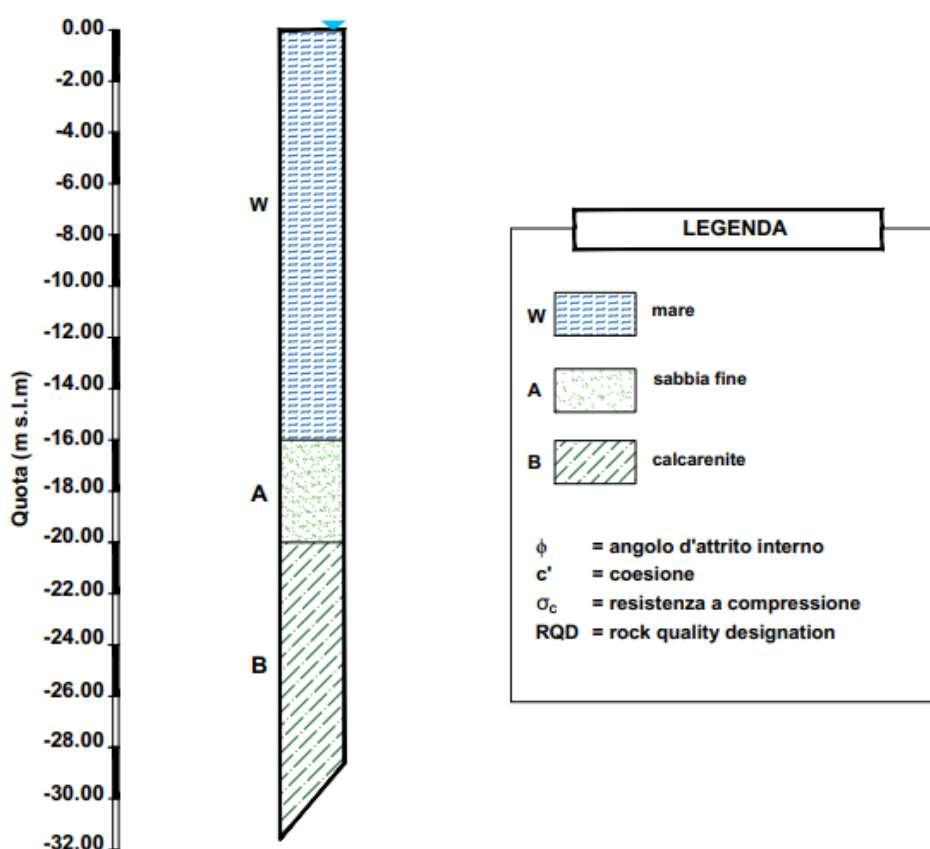 0.00
-2.00
-4.00
-6.00
-8.00
-10.00
-12.00
-14.00
-16.00
-18.00
-20.00
-22.00
-24.00
-26.00
-28.00
-30.00
-32.00
Quota (m s.l.m)
W
A
B
LEGENDA
W mare
A sabbia fine
B calcarenite
ϕ = angolo d'attrito interno
c' = coesione
σc = resistenza a compressione
RQD = rock quality designation